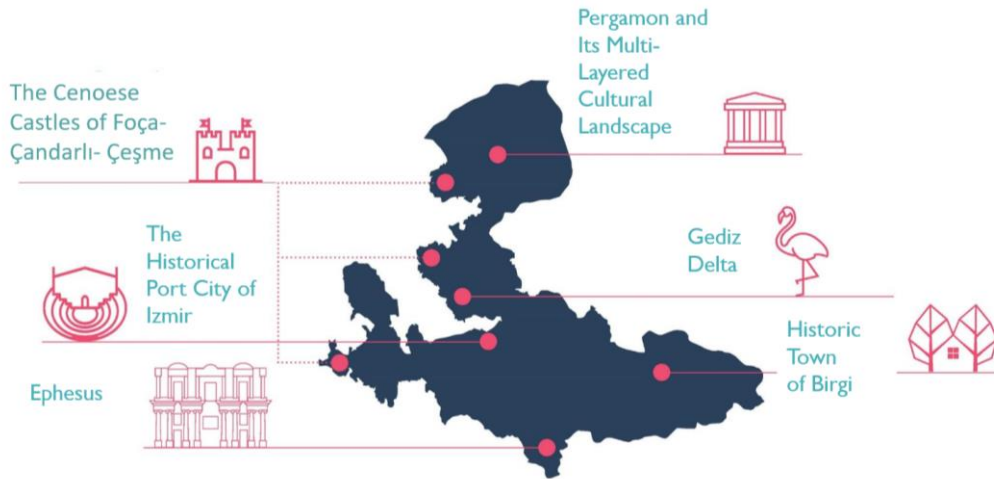 Pergamon and
Its Multi-
Layered
Cultural
Landscape
The Cenoese
Castles of Foça-
Çandarlı- Çeşme
The
Historical
Port City of
Izmir
Gediz
Delta
Historic
Town
of Birgi
Ephesus